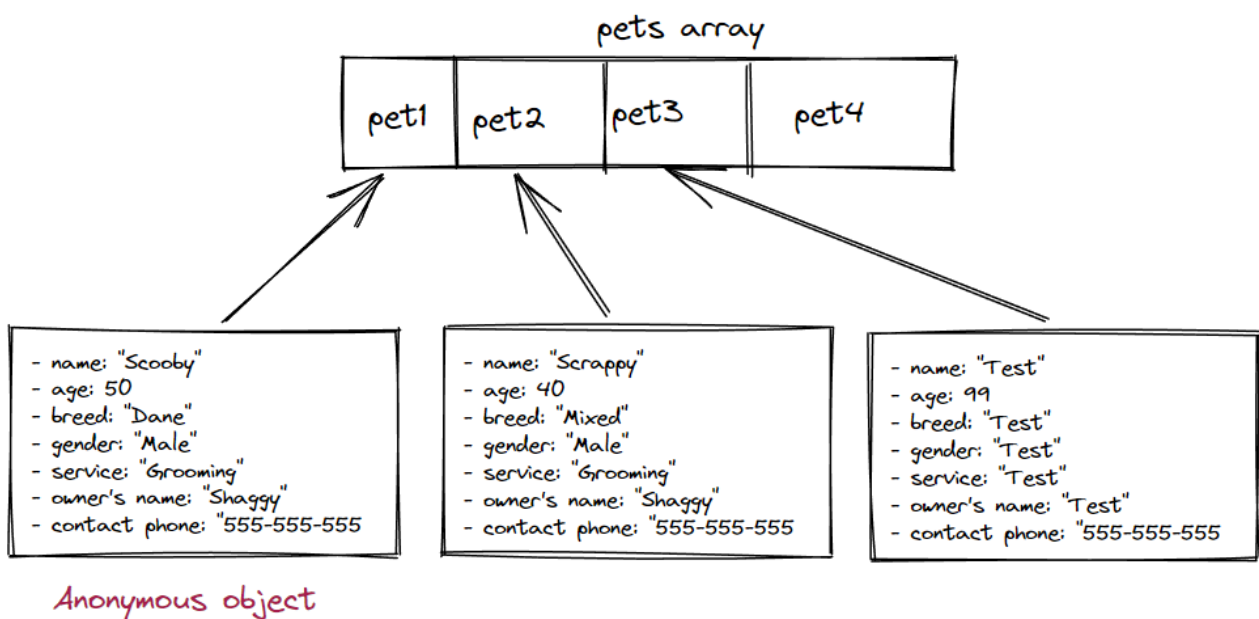 pets array
pet1 pet2 pet3 pet4
- name: "Scooby"
- age: 50
- breed: "Dane"
- gender: "Male"
- service: "Grooming"
- owner's name: "Shaggy"
- contact phone: "555-555-555
- name: "Scrappy"
- age: 40
- breed: "Mixed"
- gender: "Male"
- service: "Grooming"
- owner's name: "Shaggy"
- contact phone: "555-555-555
- name: "Test"
- age: 99
- breed: "Test"
- gender: "Test"
- service: "Test"
- owner's name: "Test"
- contact phone: "555-555-555
Anonymous object